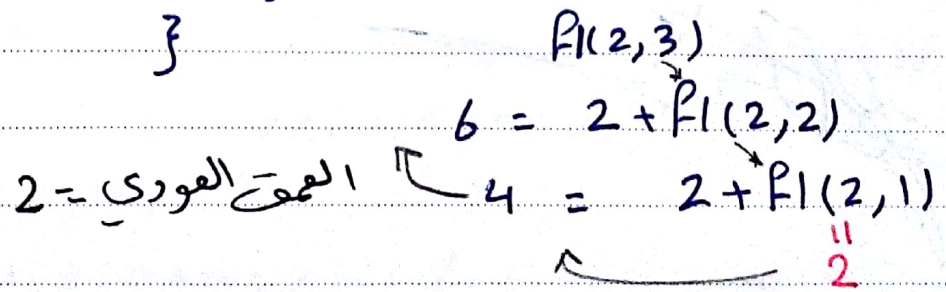 }
f1(2,3)
6 = 2 + f1(2,2)
4 = 2 + f1(2,1)
العمق العودي = 2
=
2